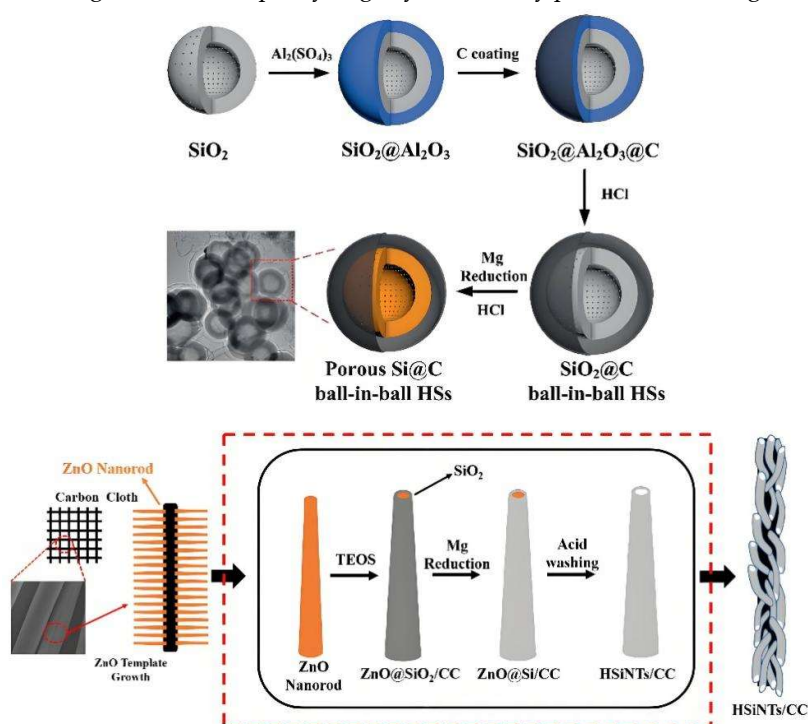 Al₂(SO₄)₃
C coating
SiO₂
SiO₂@Al₂O₃
SiO₂@Al₂O₃@C
HCl
Mg
Reduction
HCl
Porous Si@C
ball-in-ball HSs
SiO₂@C
ball-in-ball HSs
ZnO Nanorod
Carbon Cloth
ZnO Template
Growth
SiO₂
TEOS
Mg
Reduction
Acid
washing
ZnO
Nanorod
ZnO@SiO₂/CC
ZnO@Si/CC
HSiNTs/CC
HSiNTs/CC